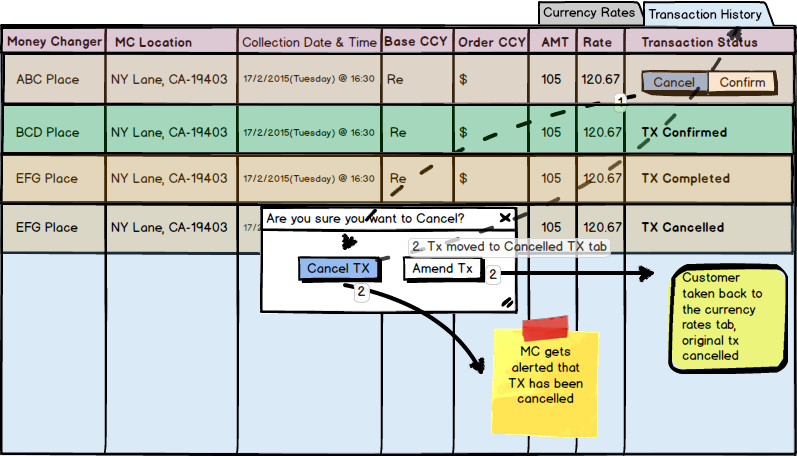 Currency Rates
Transaction History
Money Changer MC Location Collection Date & Time Base CCY Order CCY AMT Rate Transaction Status
ABC Place NY Lane, CA-19403 17/2/2015(Tuesday) @ 16:30 Re $ 105 120.67 Cancel Confirm
1
BCD Place NY Lane, CA-19403 17/2/2015(Tuesday) @ 16:30 Re $ 105 120.67 TX Confirmed
EFG Place NY Lane, CA-19403 17/2/2015(Tuesday) @ 16:30 Re $ 105 120.67 TX Completed
EFG Place NY Lane, CA-19403 17/2 105 120.67 TX Cancelled
Are you sure you want to Cancel?
2. Tx moved to Cancelled TX tab
Cancel TX
Amend Tx
2
2
Customer
taken back to
the currency
rates tab,
original tx
cancelled
MC gets
alerted that
TX has been
cancelled